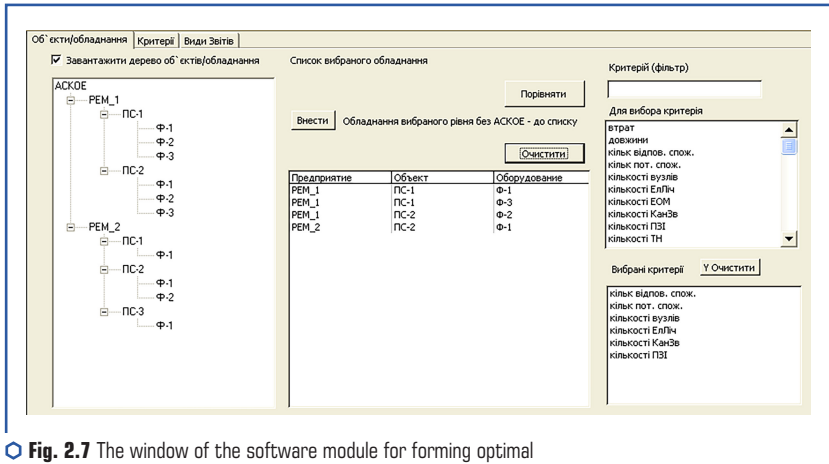 Об`єкти/обладнання Критерії Види Звітів
Завантажити дерево об`єктів/обладнання
АСКОЕ
РЕМ_1
ПС-1
Ф-1
Ф-2
Ф-3
ПС-2
Ф-1
Ф-2
Ф-3
РЕМ_2
ПС-1
Ф-1
ПС-2
Ф-1
Ф-2
ПС-3
Ф-1
Список вибраного обладнання
Порівняти
Внести Обладнання вибраного рівня без АСКОЕ - до списку
Очистити
Предприятие Объект Оборудование
РЕМ_1 ПС-1 Ф-1
РЕМ_1 ПС-1 Ф-3
РЕМ_1 ПС-2 Ф-2
РЕМ_2 ПС-2 Ф-1
Критерій (фільтр)
Для вибора критерія
втрат
довжини
кільк відпов. спож.
кільк пот. спож.
кількості вузлів
кількості ЕлЛіч
кількості ЕОМ
кількості КанЗв
кількості ПЗІ
кількості ТН
Вибрані критерії Y Очистити
кільк відпов. спож.
кільк пот. спож.
кількості вузлів
кількості ЕлЛіч
кількості КанЗв
кількості ПЗІ
Fig. 2.7 The window of the software module for forming optimal